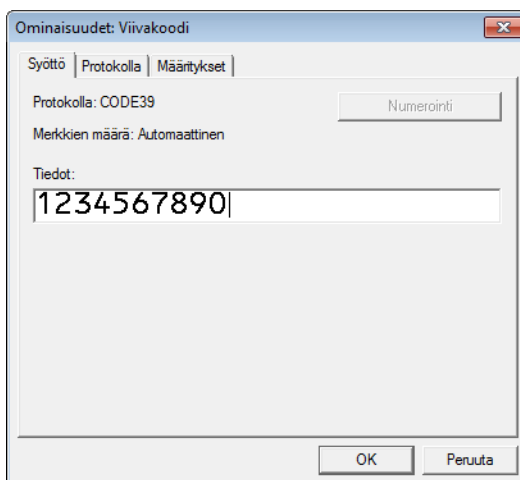 Ominaisuudet: Viivakoodi
Syöttö Protokolla Määritykset
Protokolla: CODE39 Numerointi
Merkkien määrä: Automaattinen
Tiedot:
1234567890
OK Peruuta